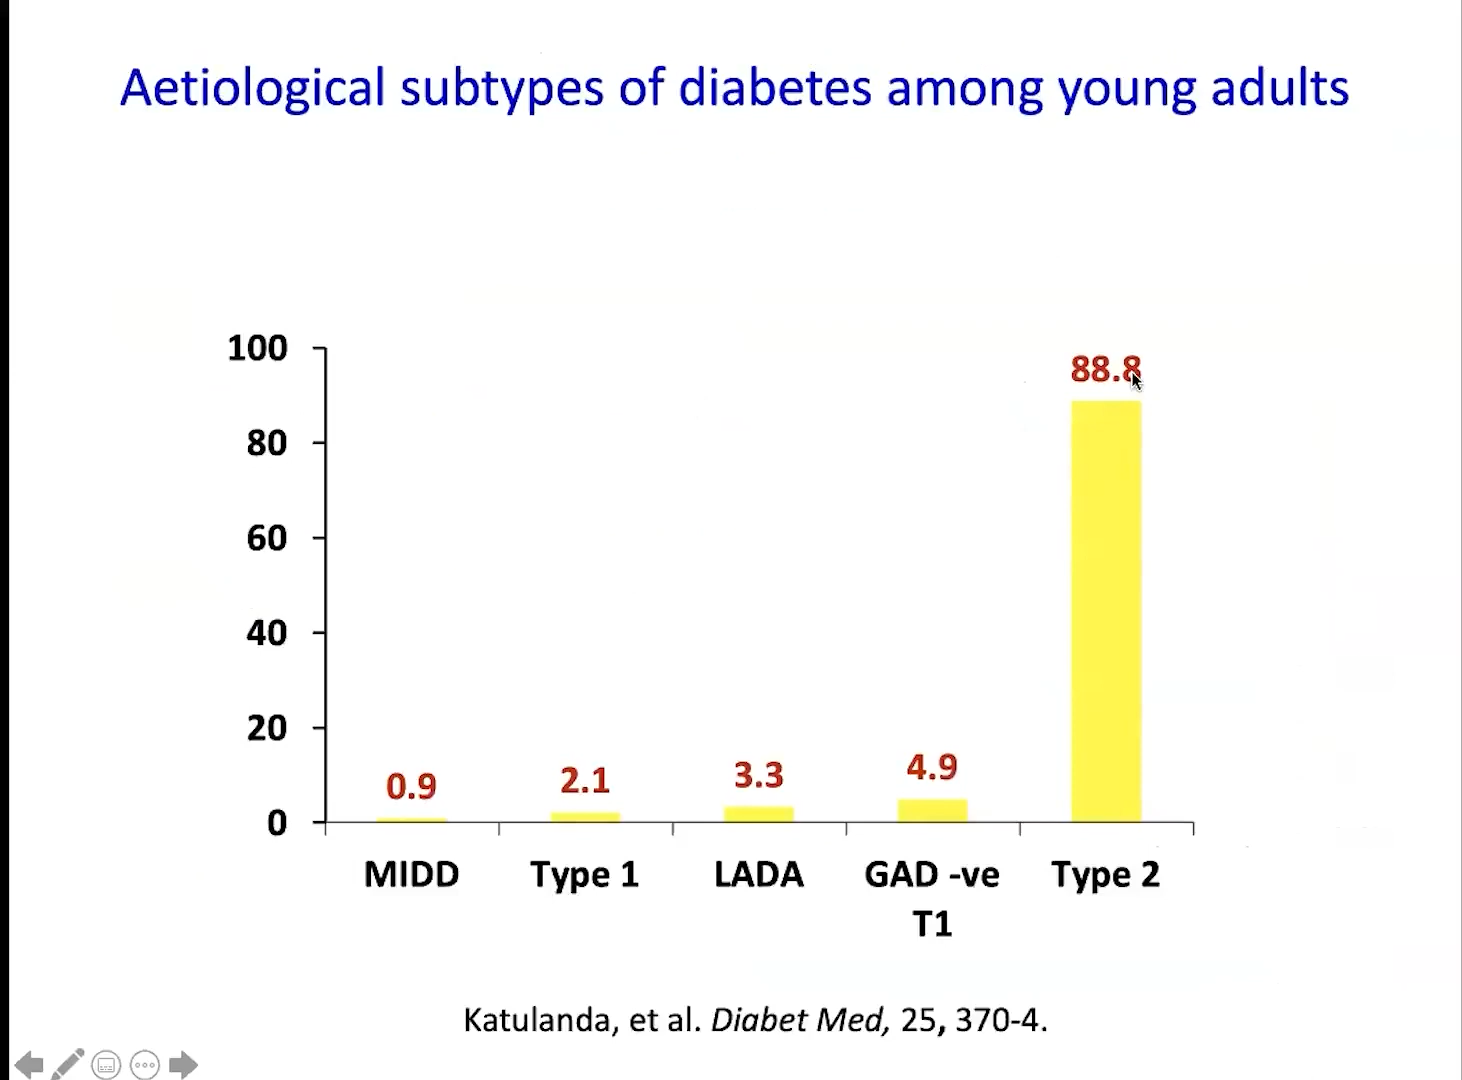 Aetiological subtypes of diabetes among young adults
100
80
60
40
20
0
0.9
2.1
3.3
4.9
88.8
MIDD
Type 1
LADA
GAD -ve
T1
Type 2
Katulanda, et al. Diabet Med, 25, 370-4.